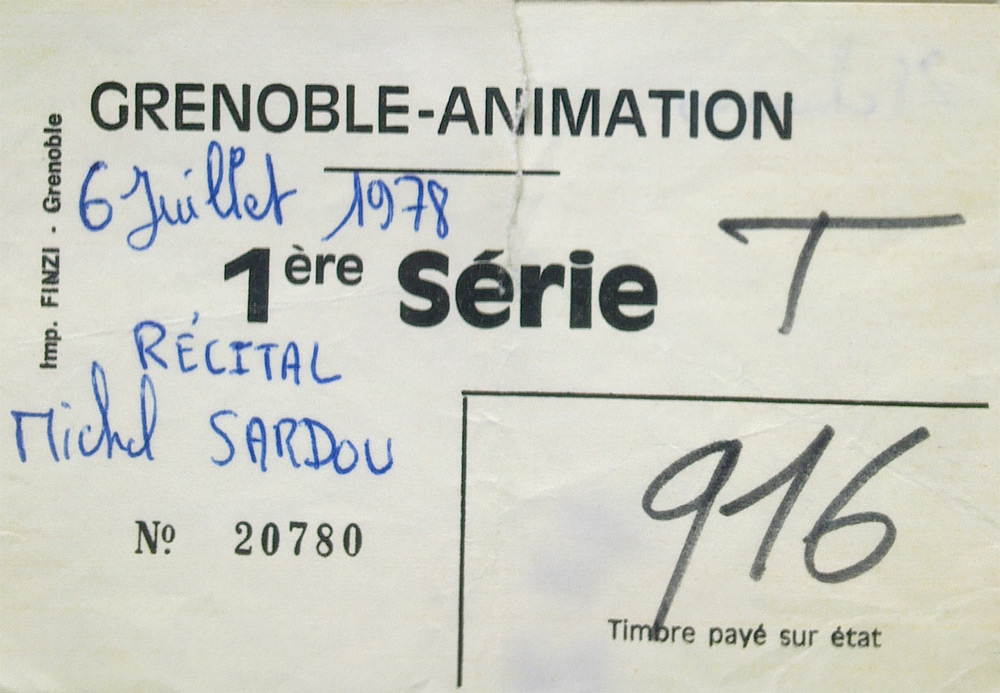 GRENOBLE-ANIMATION
6 Juillet 1978
1ère Série
T
RÉCITAL
Michel SARDOU
Nº 20780
916
Timbre payé sur état
Imp. FINZI - Grenoble